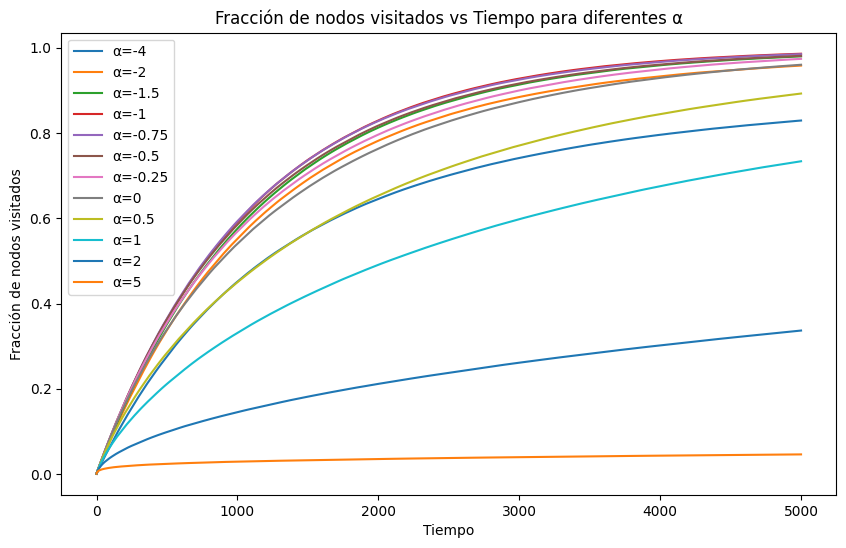 Fracción de nodos visitados vs Tiempo para diferentes α
Fracción de nodos visitados
1.0
0.8
0.6
0.4
0.2
0.0
α=-4
α=-2
α=-1.5
α=-1
α=-0.75
α=-0.5
α=-0.25
α=0
α=0.5
α=1
α=2
α=5
0 1000 2000 3000 4000 5000
Tiempo